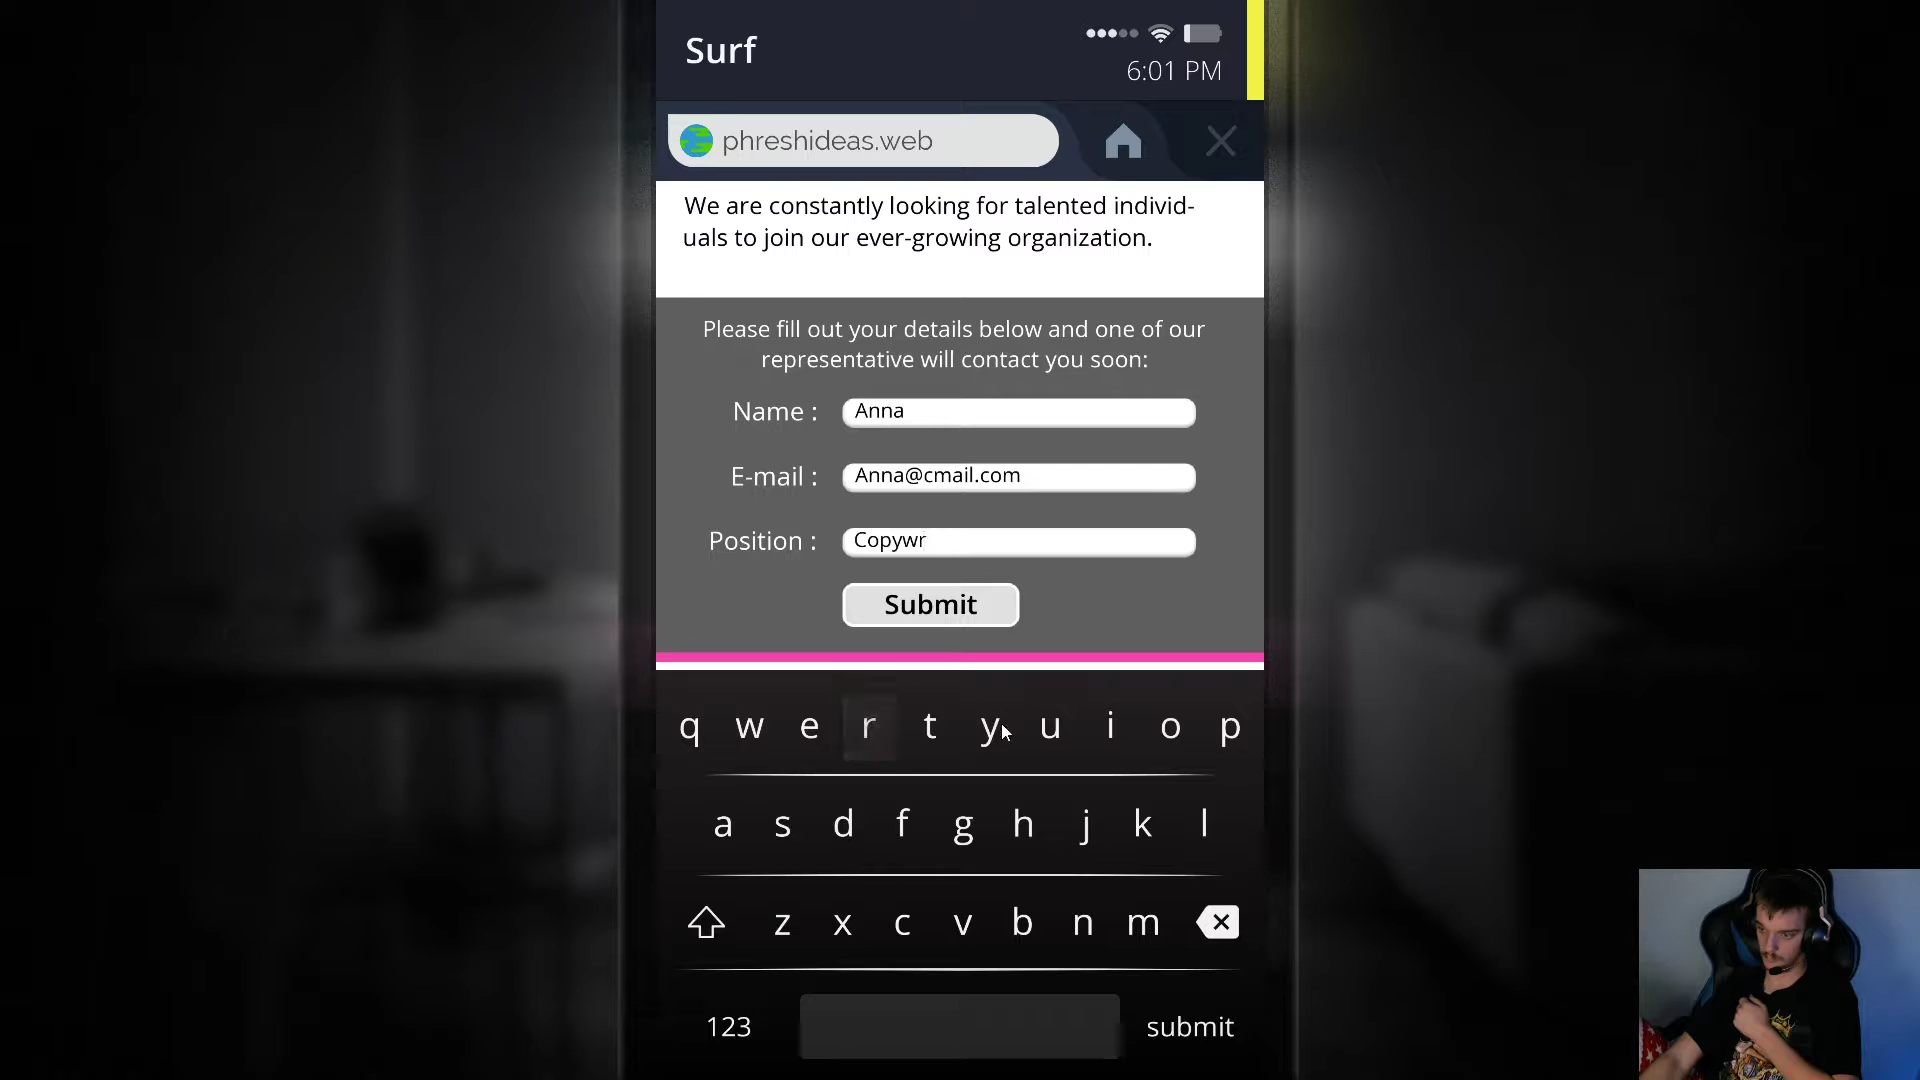 Surf
6:01 PM
phreshideas.web
We are constantly looking for talented individ-
uals to join our ever-growing organization.
Please fill out your details below and one of our
representative will contact you soon:
Name : Anna
E-mail : Anna@cmail.com
Position : Copywr
Submit
q w e r t y u i o p
a s d f g h j k l
z x c v b n m
123 submit